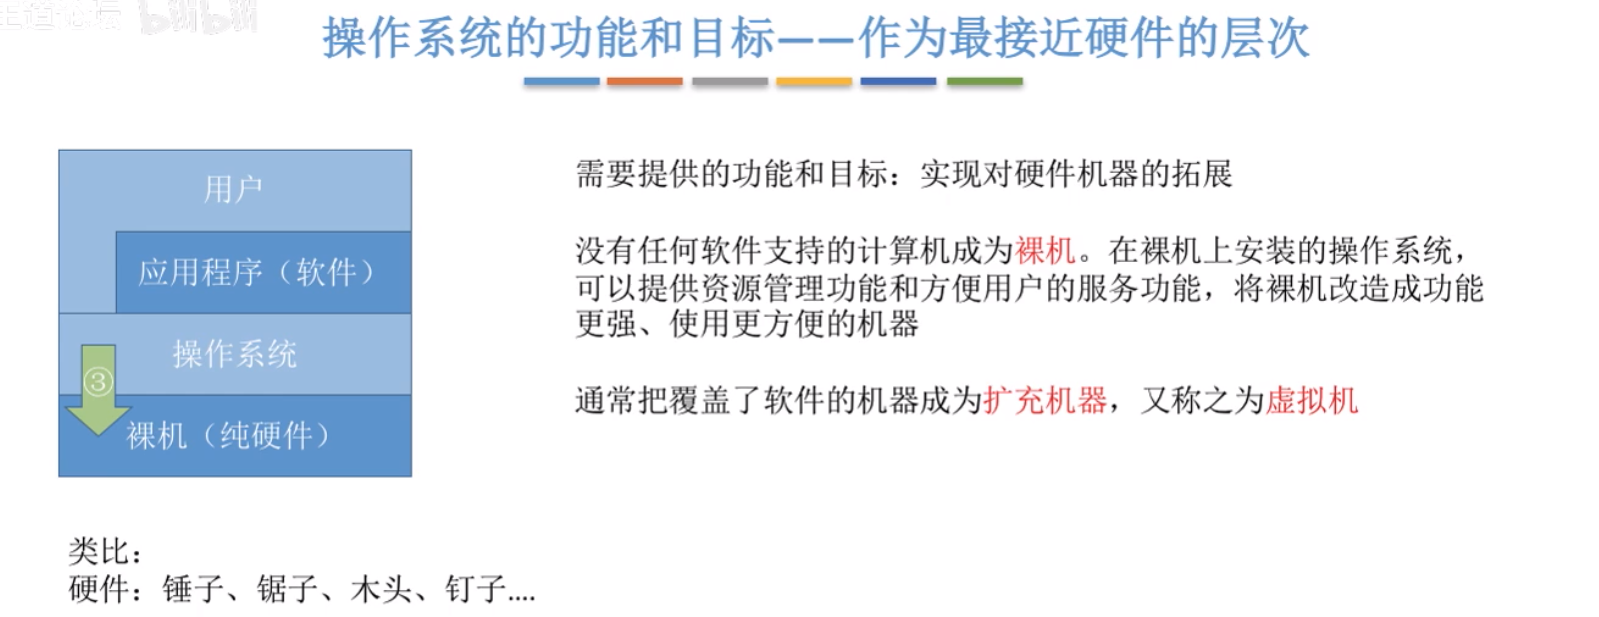 bilibili
操作系统的功能和目标——作为最接近硬件的层次
用户
应用程序（软件）
操作系统
③
裸机（纯硬件）
需要提供的功能和目标：实现对硬件机器的拓展
没有任何软件支持的计算机成为裸机。在裸机上安装的操作系统，
可以提供资源管理功能和方便用户的服务功能，将裸机改造成功能
更强、使用更方便的机器
通常把覆盖了软件的机器成为扩充机器，又称之为虚拟机
类比：
硬件：锤子、锯子、木头、钉子....